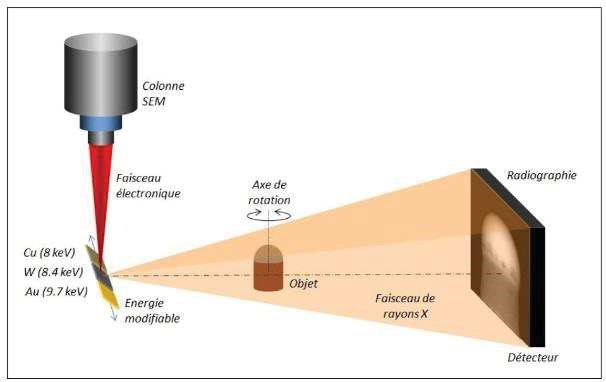 Colonne
SEM
Faisceau
électronique
Axe de
rotation
Radiographie
Cu (8 keV)
W (8.4 keV)
Au (9.7 keV)
Energie
modifiable
Objet
Faisceau de
rayons X
Détecteur